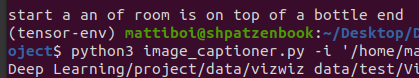 start a an of room is on top of a bottle end
(tensor-env) mattiboi@shpatzenbook:~/Desktop/D
oject$ python3 image_captioner.py -i '/home/ma
Deep Learning/project/data/vizwiz data/test/Vi